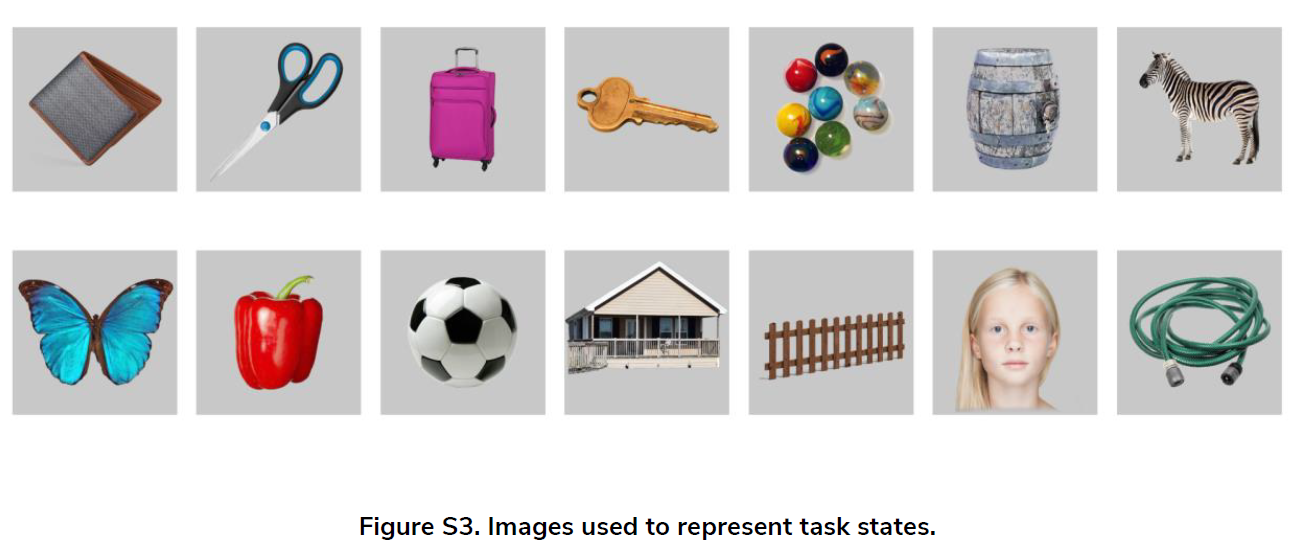 Figure S3. Images used to represent task states.